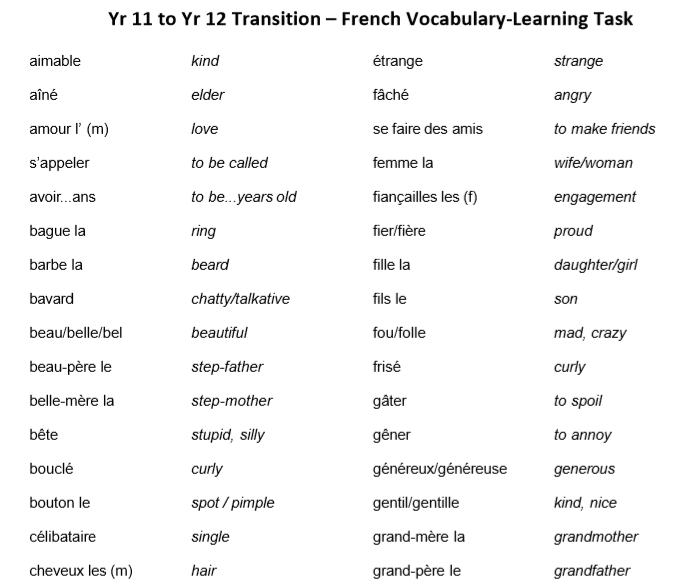 Yr 11 to Yr 12 Transition – French Vocabulary-Learning Task
aimable kind étrange strange
aîné elder fâché angry
amour l' (m) love se faire des amis to make friends
s'appeler to be called femme la wife/woman
avoir...ans to be...years old fiançailles les (f) engagement
bague la ring fier/fière proud
barbe la beard fille la daughter/girl
bavard chatty/talkative fils le son
beau/belle/bel beautiful fou/folle mad, crazy
beau-père le step-father frisé curly
belle-mère la step-mother gâter to spoil
bête stupid, silly gêner to annoy
bouclé curly généreux/généreuse generous
bouton le spot / pimple gentil/gentille kind, nice
célibataire single grand-mère la grandmother
cheveux les (m) hair grand-père le grandfather